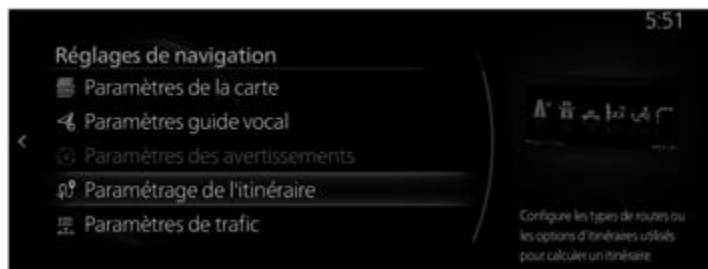 5:51
Réglages de navigation
Paramètres de la carte
Paramètres guide vocal
Paramètres des avertissements
Paramétrage de l'itinéraire
Paramètres de trafic
Configure les types de routes ou
les options d'itinéraires utilisés
pour calculer un itinéraire